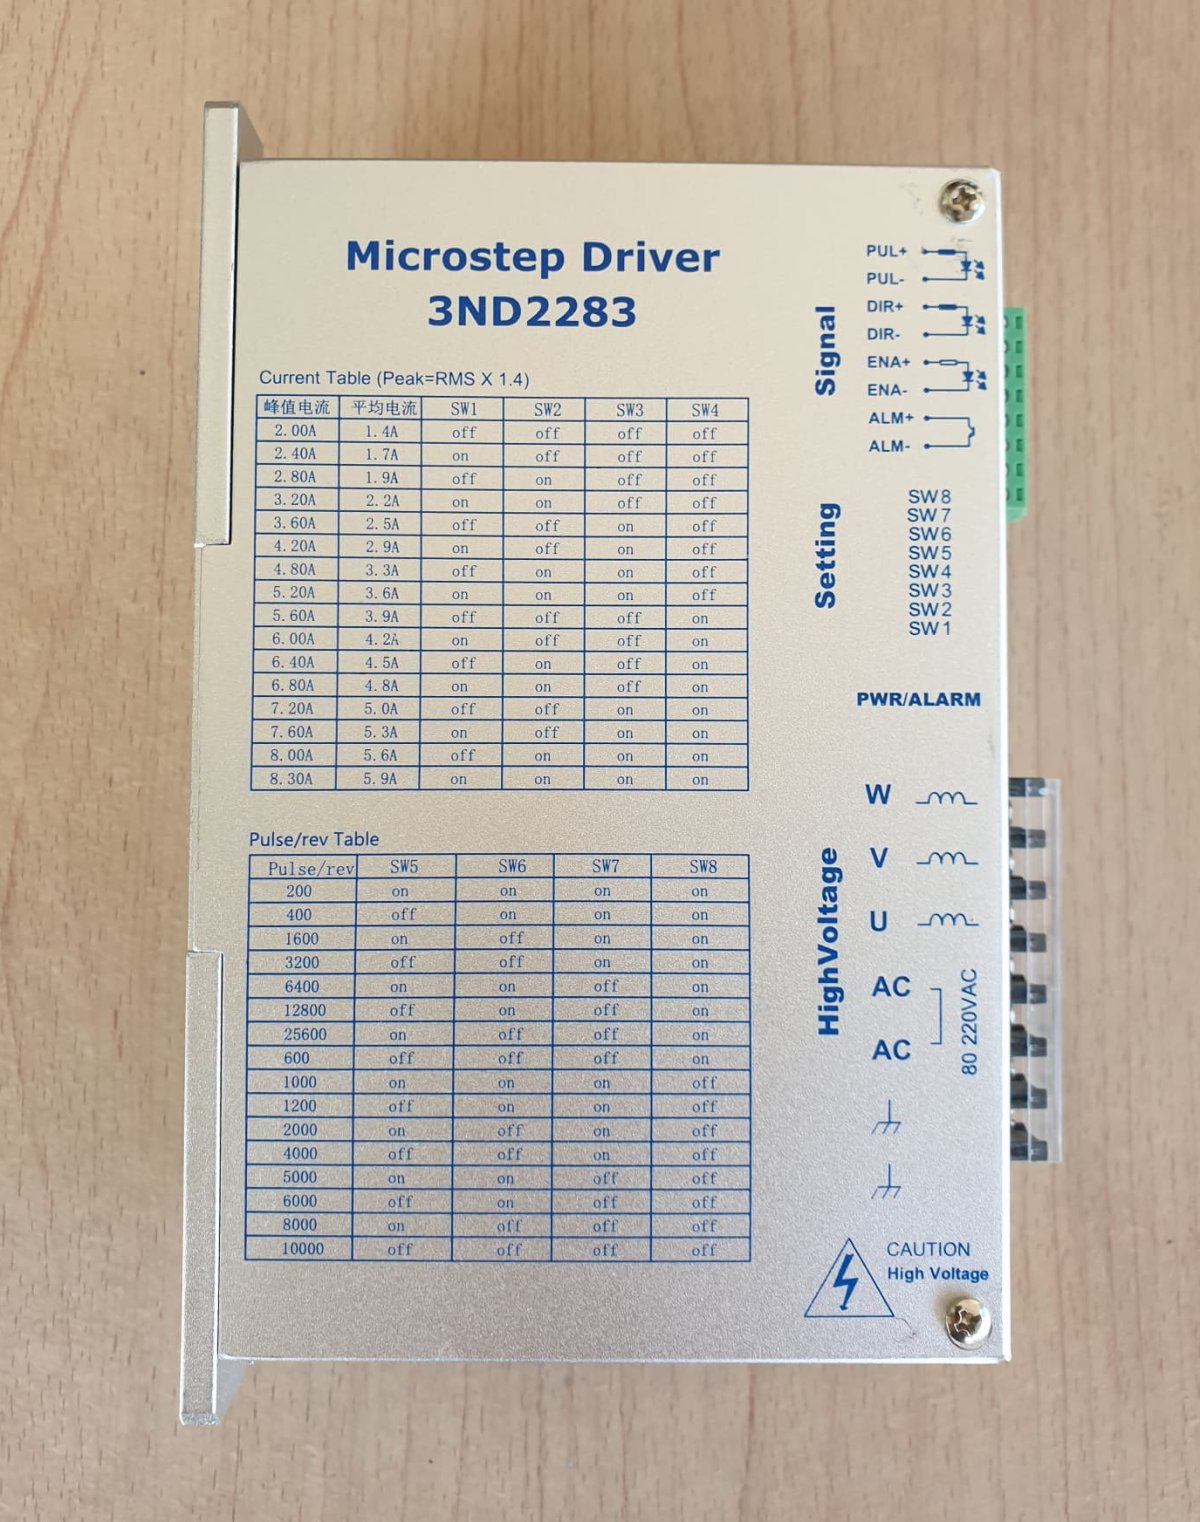 Microstep Driver
3ND2283
Current Table (Peak=RMS X 1.4)
峰值电流 平均电流 SW1 SW2 SW3 SW4
2.00A 1.4A off off off off
2.40A 1.7A on off off off
2.80A 1.9A off on off off
3.20A 2.2A on on off off
3.60A 2.5A off off on off
4.20A 2.9A on off on off
4.80A 3.3A off on on off
5.20A 3.6A on on on off
5.60A 3.9A off off off on
6.00A 4.2A on off off on
6.40A 4.5A off on off on
6.80A 4.8A on on off on
7.20A 5.0A off off on on
7.60A 5.3A on off on on
8.00A 5.6A off on on on
8.30A 5.9A on on on on
Pulse/rev Table
Pulse/rev SW5 SW6 SW7 SW8
200 on on on on
400 off on on on
1600 on off on on
3200 off off on on
6400 on on off on
12800 off on off on
25600 on off off on
600 off off off on
1000 on on on off
1200 off on on off
2000 on off on off
4000 off off on off
5000 on on off off
6000 off on off off
8000 on off off off
10000 off off off off
Signal
PUL+
PUL-
DIR+
DIR-
ENA+
ENA-
ALM+
ALM-
Setting
SW8
SW7
SW6
SW5
SW4
SW3
SW2
SW1
PWR/ALARM
HighVoltage
W
V
U
AC
AC
80 220VAC
CAUTION
High Voltage